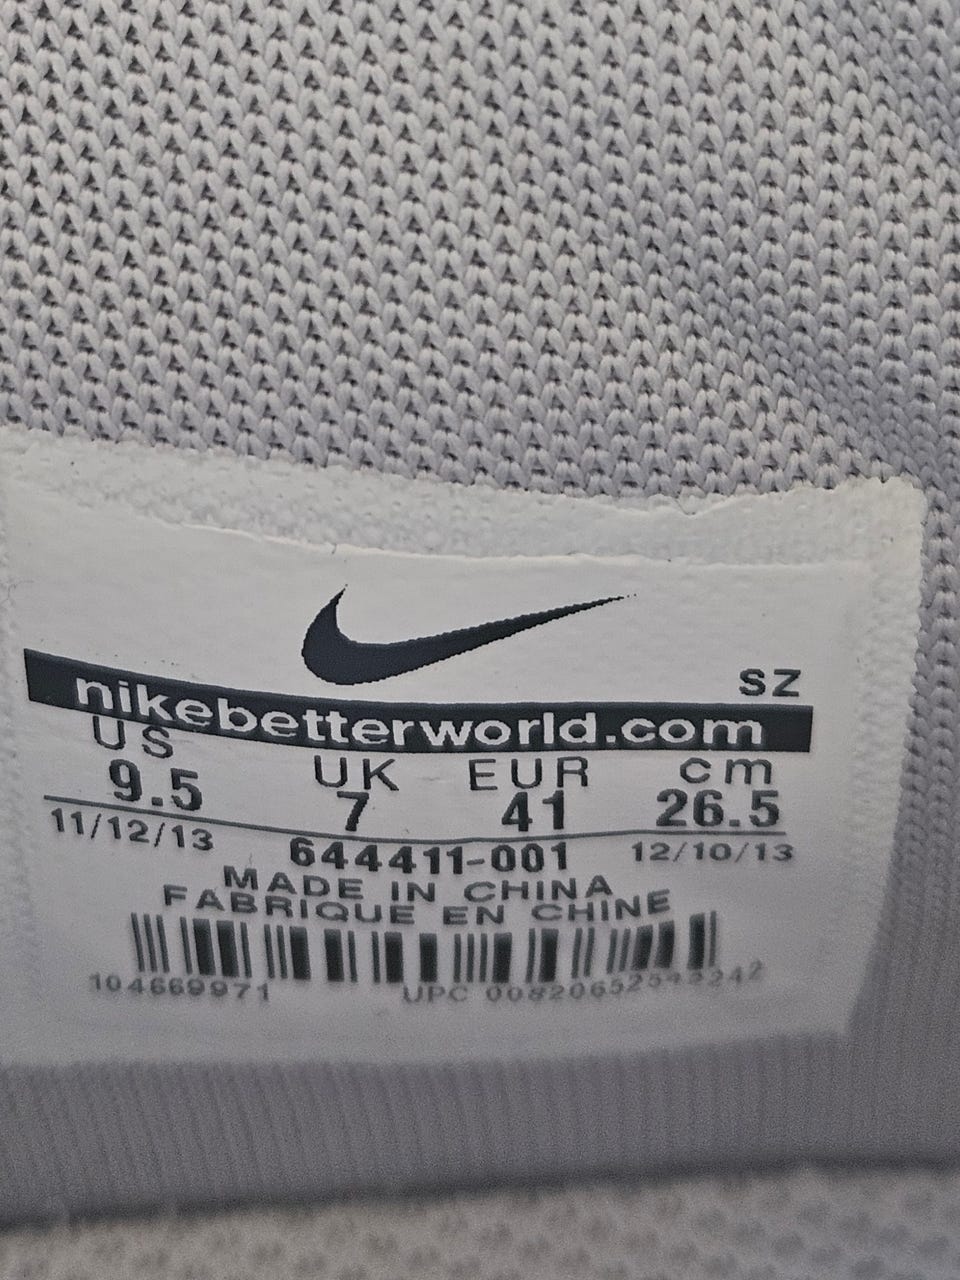 SZ
nikebetterworld.com
US UK EUR cm
9.5 7 41 26.5
11/12/13 644411-001 12/10/13
MADE IN CHINA
FABRIQUE EN CHINE
104669971 UPC